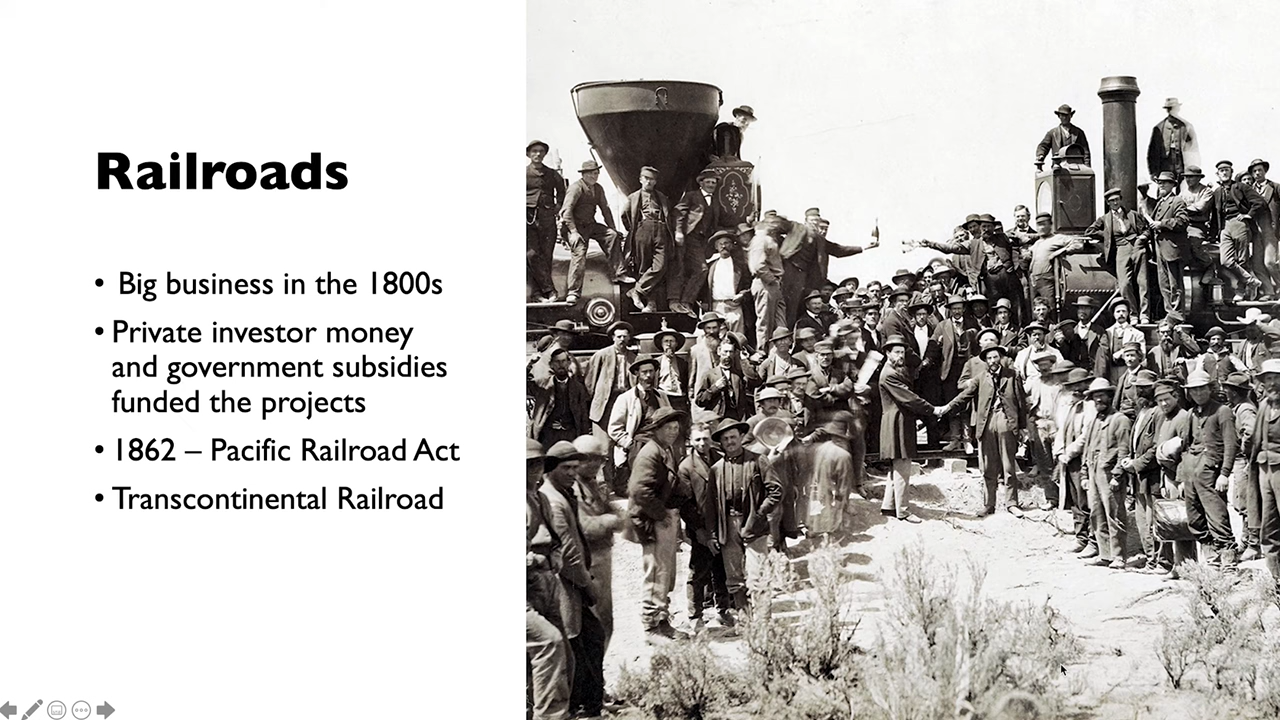 Railroads
• Big business in the 1800s
• Private investor money
and government subsidies
funded the projects
• 1862 – Pacific Railroad Act
• Transcontinental Railroad